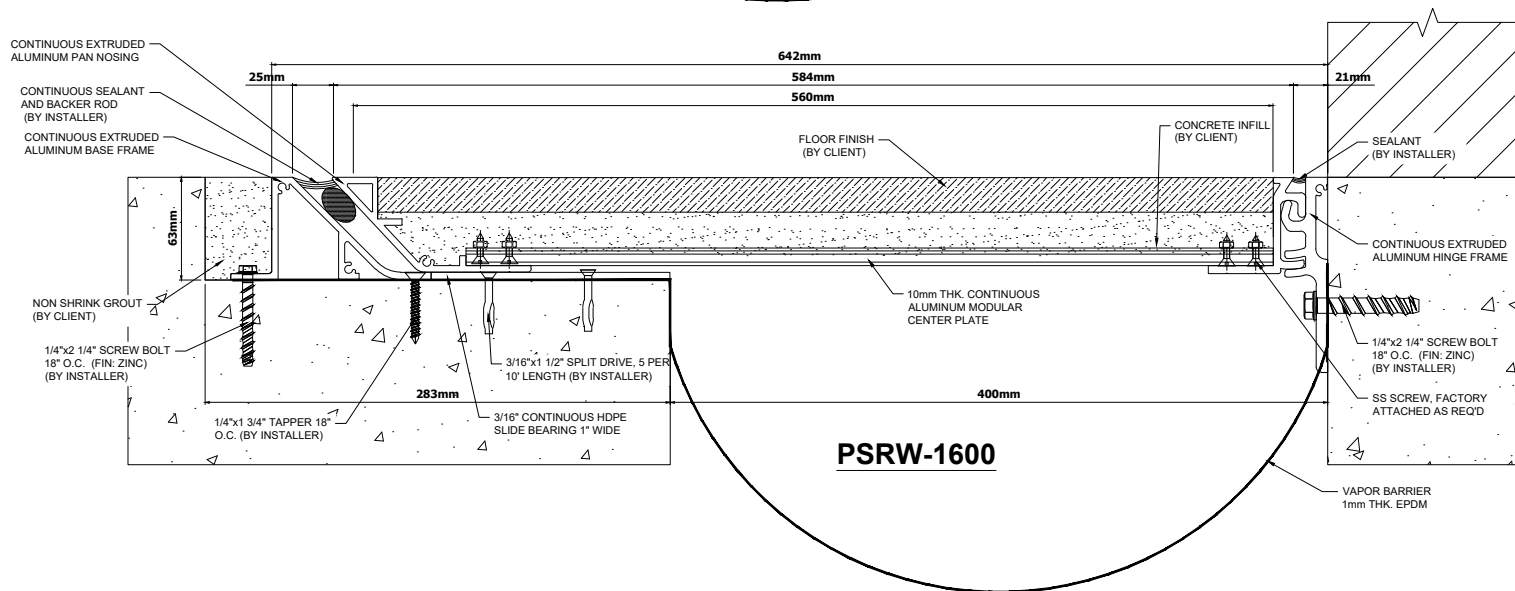 CONTINUOUS EXTRUDED
ALUMINUM PAN NOSING
CONTINUOUS SEALANT
AND BACKER ROD
(BY INSTALLER)
CONTINUOUS EXTRUDED
ALUMINUM BASE FRAME
642mm
25mm
584mm
21mm
560mm
FLOOR FINISH
(BY CLIENT)
CONCRETE INFILL
(BY CLIENT)
SEALANT
(BY INSTALLER)
63mm
CONTINUOUS EXTRUDED
ALUMINUM HINGE FRAME
NON SHRINK GROUT
(BY CLIENT)
10mm THK. CONTINUOUS
ALUMINUM MODULAR
CENTER PLATE
1/4"x2 1/4" SCREW BOLT
18" O.C. (FIN: ZINC)
(BY INSTALLER)
3/16"x1 1/2" SPLIT DRIVE, 5 PER
10' LENGTH (BY INSTALLER)
1/4"x2 1/4" SCREW BOLT
18" O.C. (FIN: ZINC)
(BY INSTALLER)
283mm
400mm
SS SCREW, FACTORY
ATTACHED AS REQ'D
1/4"x1 3/4" TAPPER 18"
O.C. (BY INSTALLER)
3/16" CONTINUOUS HDPE
SLIDE BEARING 1" WIDE
PSRW-1600
VAPOR BARRIER
1mm THK. EPDM